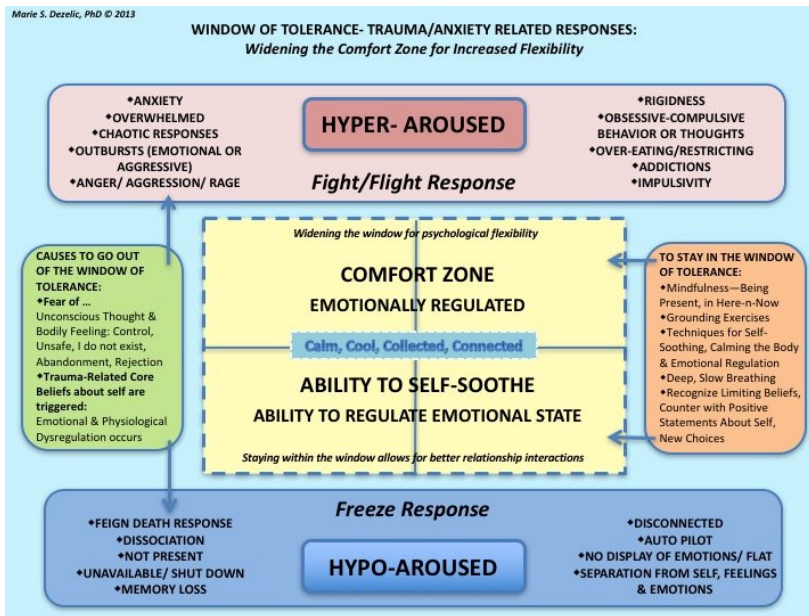 Marie S. Dezelic, PhD © 2013
WINDOW OF TOLERANCE- TRAUMA/ANXIETY RELATED RESPONSES:
Widening the Comfort Zone for Increased Flexibility
◆ANXIETY
◆OVERWHELMED
◆CHAOTIC RESPONSES
◆OUTBURSTS (EMOTIONAL OR
AGGRESSIVE)
◆ANGER/ AGGRESSION/ RAGE
HYPER- AROUSED
Fight/Flight Response
◆RIGIDNESS
◆OBSESSIVE-COMPULSIVE
BEHAVIOR OR THOUGHTS
◆OVER-EATING/RESTRICTING
◆ADDICTIONS
◆IMPULSIVITY
CAUSES TO GO OUT
OF THE WINDOW OF
TOLERANCE:
◆Fear of …
Unconscious Thought &
Bodily Feeling: Control,
Unsafe, I do not exist,
Abandonment, Rejection
◆Trauma-Related Core
Beliefs about self are
triggered:
Emotional & Physiological
Dysregulation occurs
Widening the window for psychological flexibility
COMFORT ZONE
EMOTIONALLY REGULATED
Calm, Cool, Collected, Connected
ABILITY TO SELF-SOOTHE
ABILITY TO REGULATE EMOTIONAL STATE
Staying within the window allows for better relationship interactions
TO STAY IN THE WINDOW
OF TOLERANCE:
◆Mindfulness—Being
Present, in Here-n-Now
◆Grounding Exercises
◆Techniques for Self-
Soothing, Calming the Body
& Emotional Regulation
◆Deep, Slow Breathing
◆Recognize Limiting Beliefs,
Counter with Positive
Statements About Self,
New Choices
Freeze Response
◆FEIGN DEATH RESPONSE
◆DISSOCIATION
◆NOT PRESENT
◆UNAVAILABLE/ SHUT DOWN
◆MEMORY LOSS
HYPO-AROUSED
◆DISCONNECTED
◆AUTO PILOT
◆NO DISPLAY OF EMOTIONS/ FLAT
◆SEPARATION FROM SELF, FEELINGS
& EMOTIONS